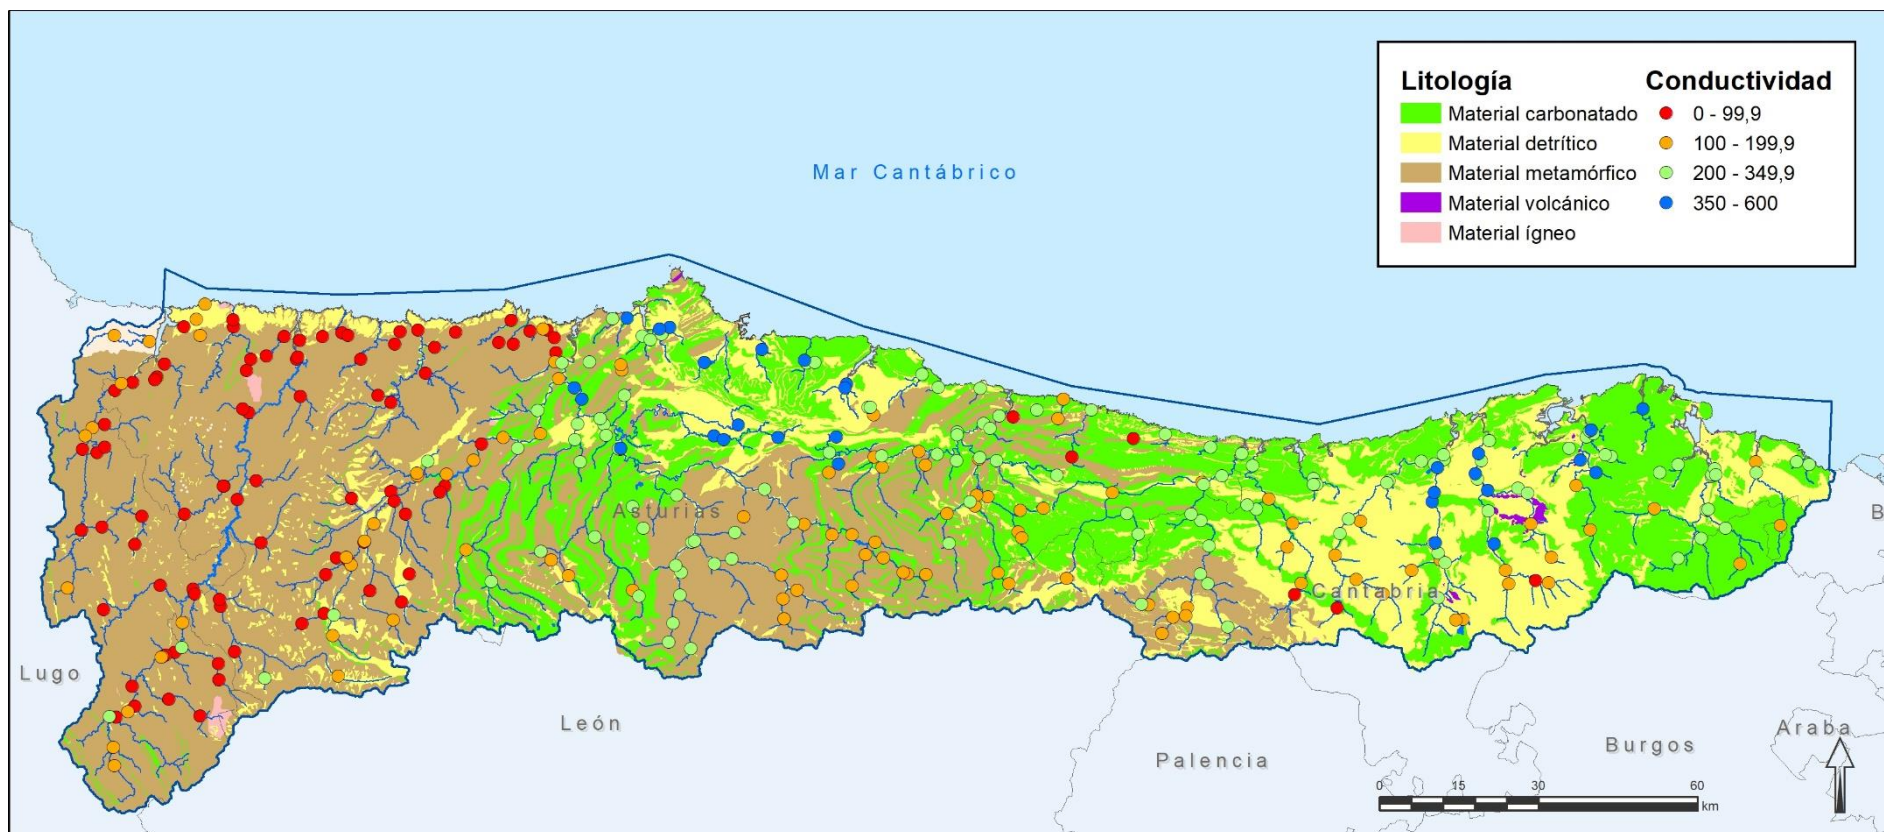 Litología
Material carbonatado
Material detrítico
Material metamórfico
Material volcánico
Material ígneo
Conductividad
0 - 99,9
100 - 199,9
200 - 349,9
350 - 600
Mar Cantábrico
Asturias
Cantabria
Lugo
León
Palencia
Burgos
Araba
B
0 15 30 60
km